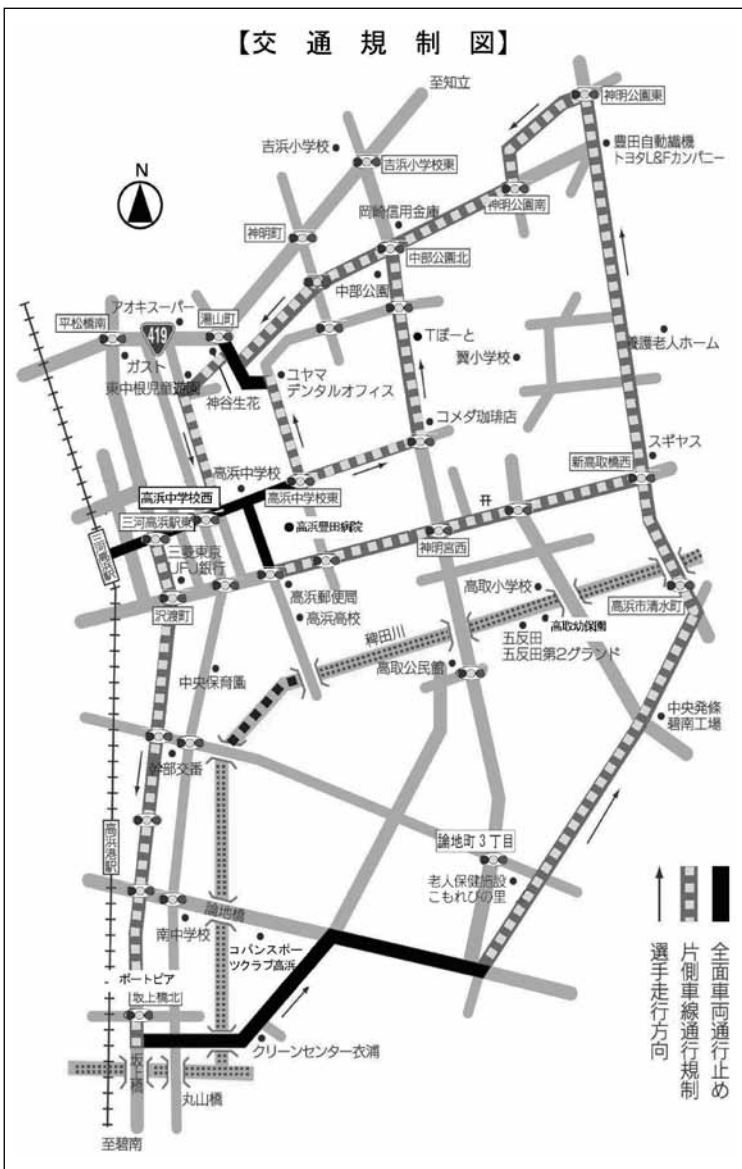 【交通規制図】
至知立
神明公園東
吉浜小学校
吉浜小学校東
豊田自動織機
トヨタL&Fカンパニー
N
岡崎信用金庫
神明公園南
神明町
中部公園北
中部公園
アオキスーパー
湯山町
平松橋南
419
Tぽーと
養護老人ホーム
翼小学校
ガスト
東中根児童遊園
神谷生花
ユヤマ
デンタルオフィス
コメダ珈琲店
スギヤス
新高取橋西
高浜中学校
高浜中学校西
高浜中学校東
三河高浜駅東
三河高浜駅
高浜豊田病院
神明宮西
三菱東京
UFJ銀行
高浜郵便局
高取小学校
高浜市清水町
沢渡町
高浜高校
稗田川
高取幼保園
五反田
五反田第2グランド
高取公民館
中央保育園
中央発條
碧南工場
幹部交番
高浜港駅
論地町3丁目
老人保健施設
こもれびの里
論地橋
南中学校
コパンスポー
ツクラブ高浜
ボートピア
坂上橋北
クリーンセンター衣浦
坂上橋
丸山橋
至碧南
全面車両通行止め
片側車線通行規制
選手走行方向